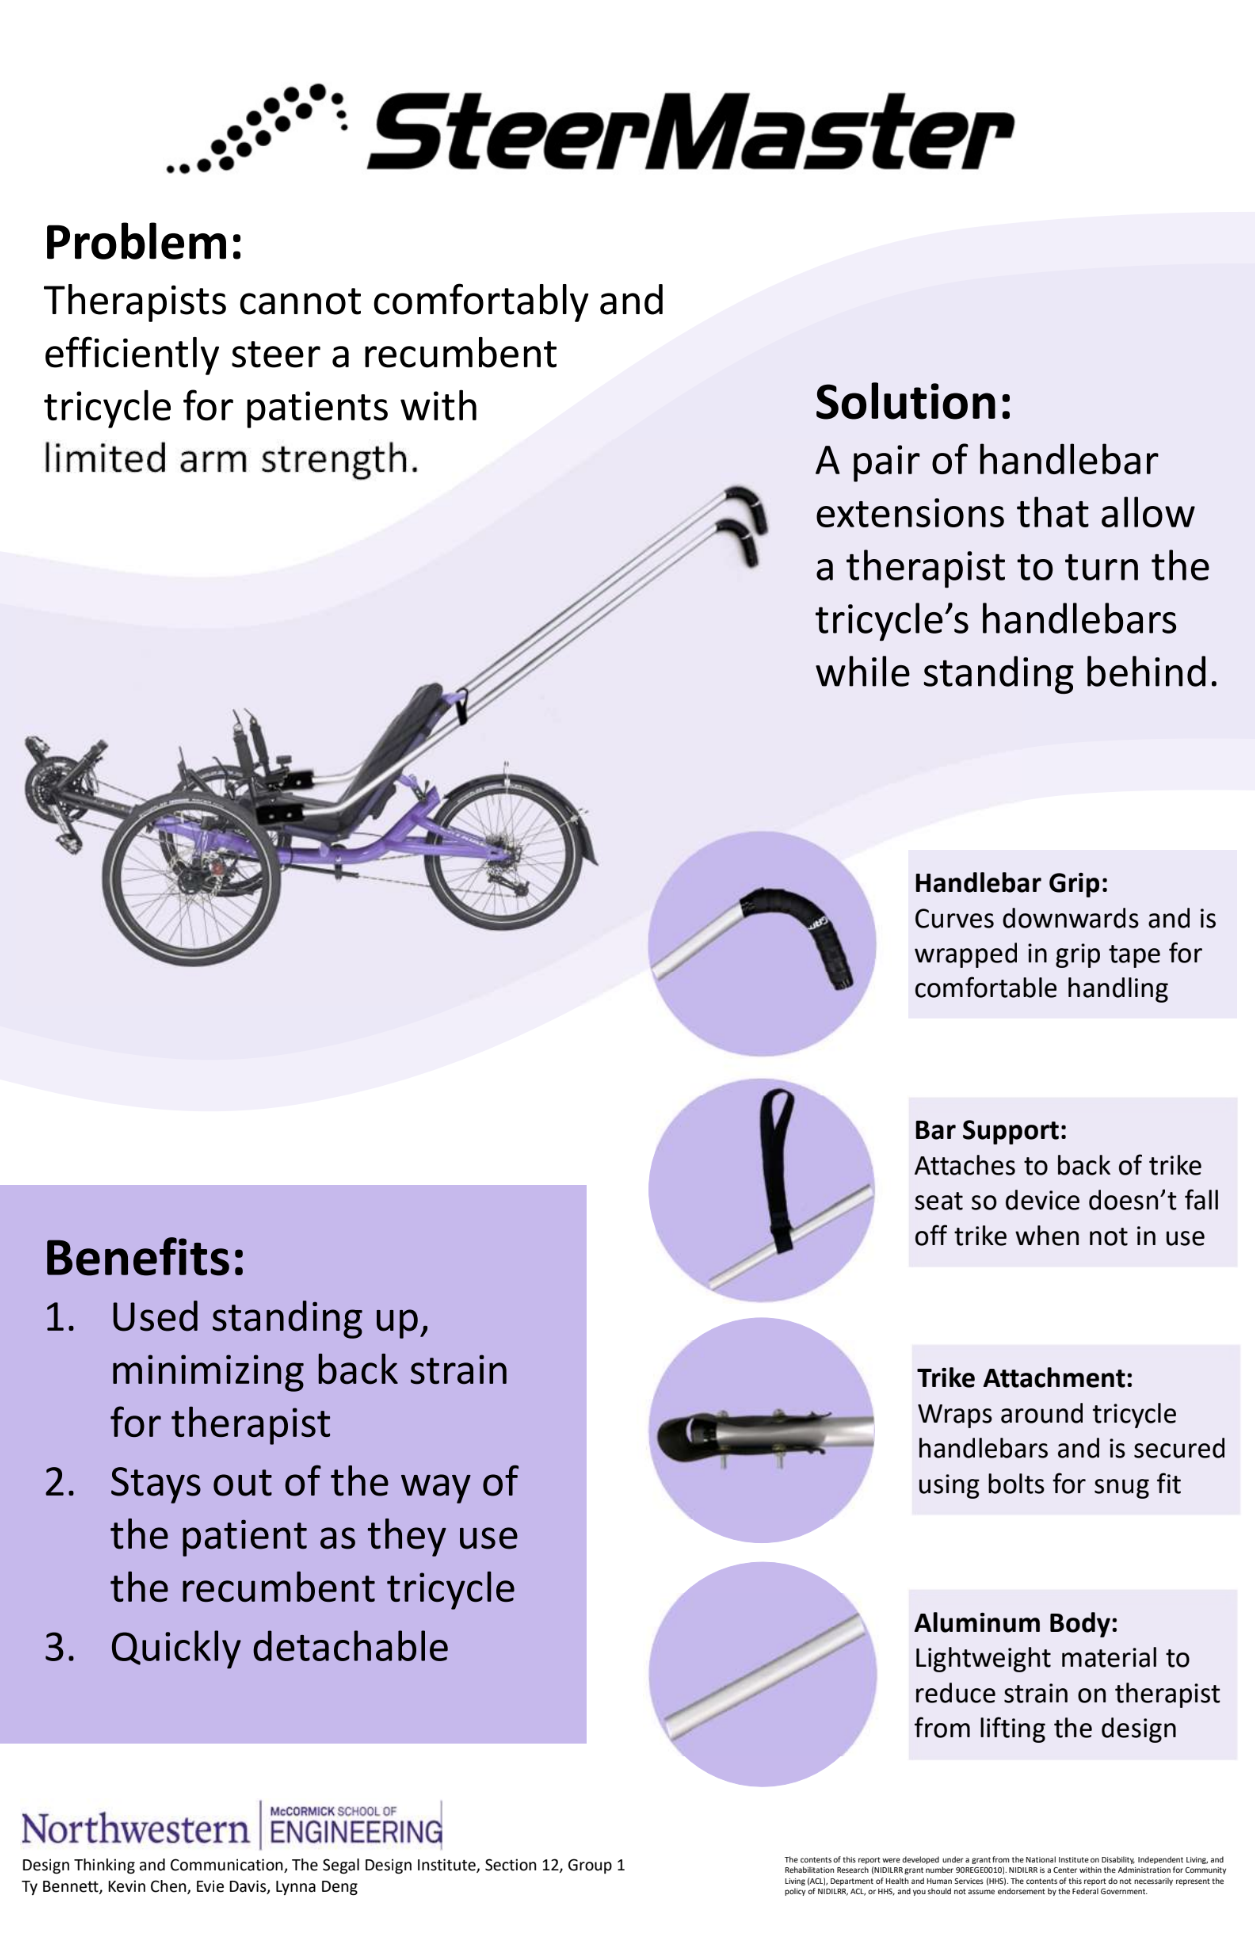 SteerMaster
Problem:
Therapists cannot comfortably and
efficiently steer a recumbent
tricycle for patients with
limited arm strength.
Solution:
A pair of handlebar
extensions that allow
a therapist to turn the
tricycle’s handlebars
while standing behind.
Handlebar Grip:
Curves downwards and is
wrapped in grip tape for
comfortable handling
Bar Support:
Attaches to back of trike
seat so device doesn’t fall
off trike when not in use
Trike Attachment:
Wraps around tricycle
handlebars and is secured
using bolts for snug fit
Aluminum Body:
Lightweight material to
reduce strain on therapist
from lifting the design
Benefits:
1. Used standing up,
minimizing back strain
for therapist
2. Stays out of the way of
the patient as they use
the recumbent tricycle
3. Quickly detachable
Northwestern
McCORMICK SCHOOL OF
ENGINEERING
Design Thinking and Communication, The Segal Design Institute, Section 12, Group 1
Ty Bennett, Kevin Chen, Evie Davis, Lynna Deng
The contents of this report were developed under a grant from the National Institute on Disability, Independent Living, and
Rehabilitation Research (NIDILRR grant number 90REGE0010). NIDILRR is a Center within the Administration for Community
Living (ACL), Department of Health and Human Services (HHS). The contents of this report do not necessarily represent the
policy of NIDILRR, ACL, or HHS, and you should not assume endorsement by the Federal Government.